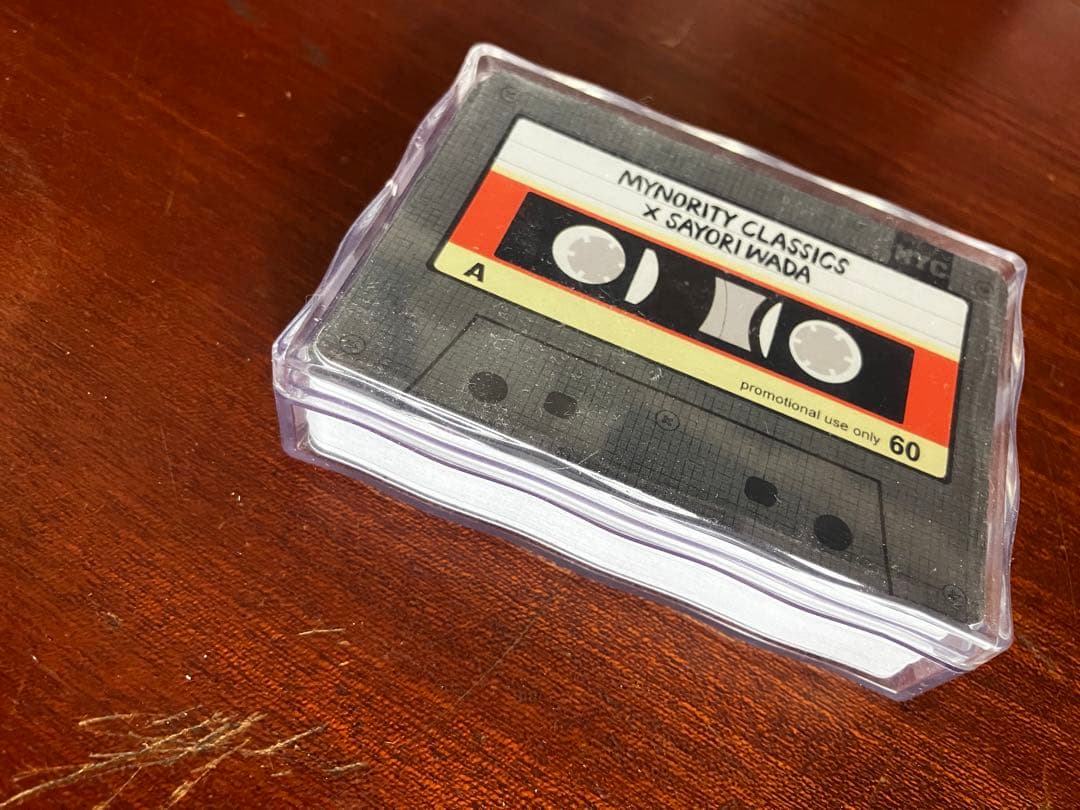 MYNORITY CLASSICS
X SAYORI WADA
NYC
A
promotional use only 60